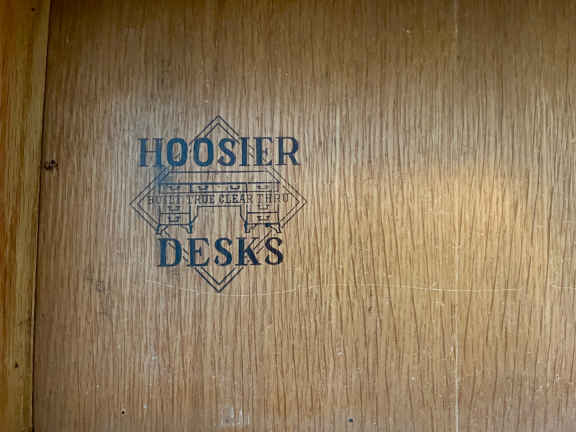 HOOSIER
BUILT TRUE CLEAR THRU
DESKS